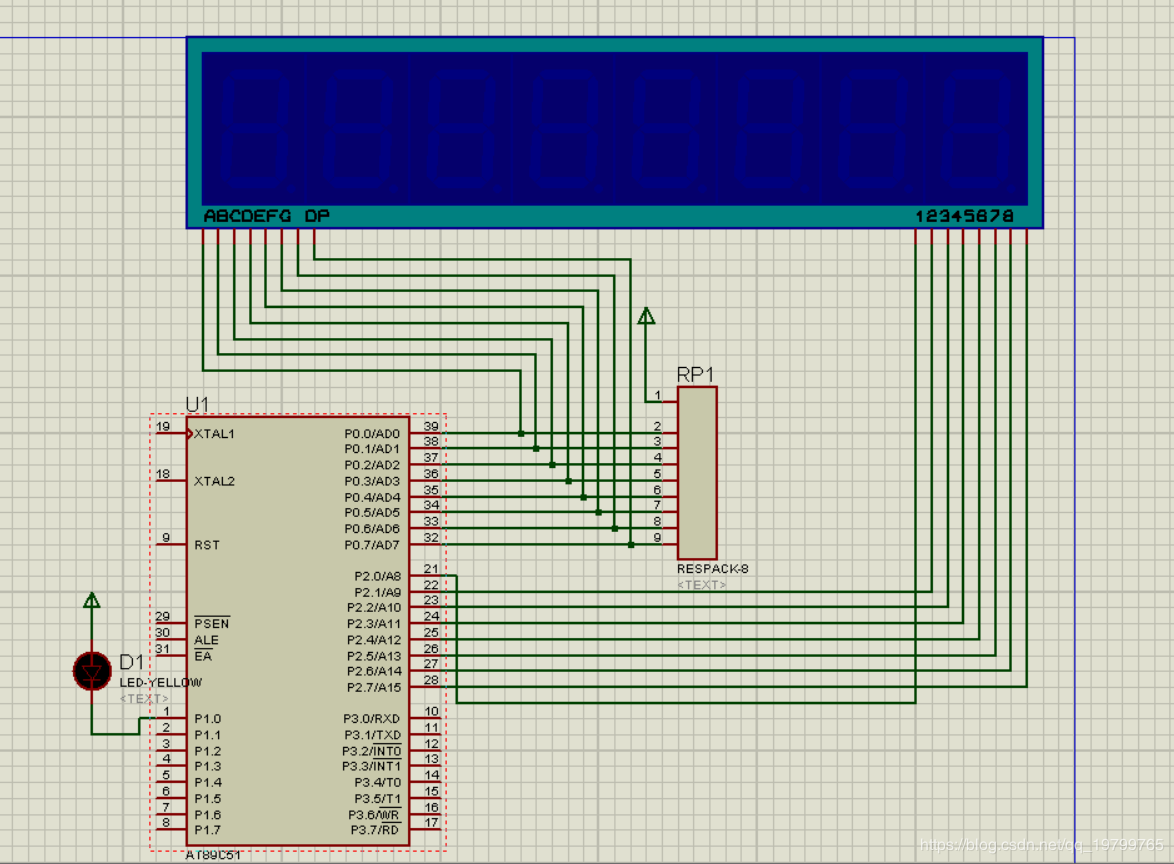 ABCDEFG DP
12345678
RP1
1
2
3
4
5
6
7
8
9
RESPACK-8
<TEXT>
U1
19 XTAL1
18 XTAL2
9 RST
29 PSEN
30 ALE
31 EA
1 P1.0
2 P1.1
3 P1.2
4 P1.3
5 P1.4
6 P1.5
7 P1.6
8 P1.7
P0.0/AD0 39
P0.1/AD1 38
P0.2/AD2 37
P0.3/AD3 36
P0.4/AD4 35
P0.5/AD5 34
P0.6/AD6 33
P0.7/AD7 32
P2.0/A8 21
P2.1/A9 22
P2.2/A10 23
P2.3/A11 24
P2.4/A12 25
P2.5/A13 26
P2.6/A14 27
P2.7/A15 28
P3.0/RXD 10
P3.1/TXD 11
P3.2/INT0 12
P3.3/INT1 13
P3.4/T0 14
P3.5/T1 15
P3.6/WR 16
P3.7/RD 17
AT89C51
D1
LED-YELLOW
<TEXT>
https://blog.csdn.net/qq_19799765